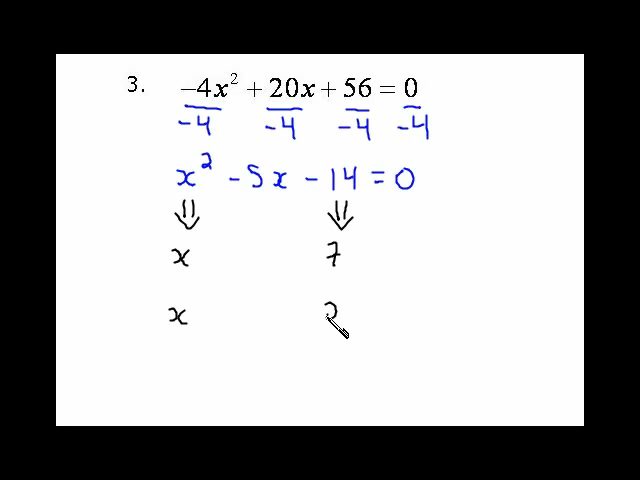 3. −4x² + 20x + 56 = 0
-4 -4 -4 -4
x² - 5x - 14 = 0
x 7
x